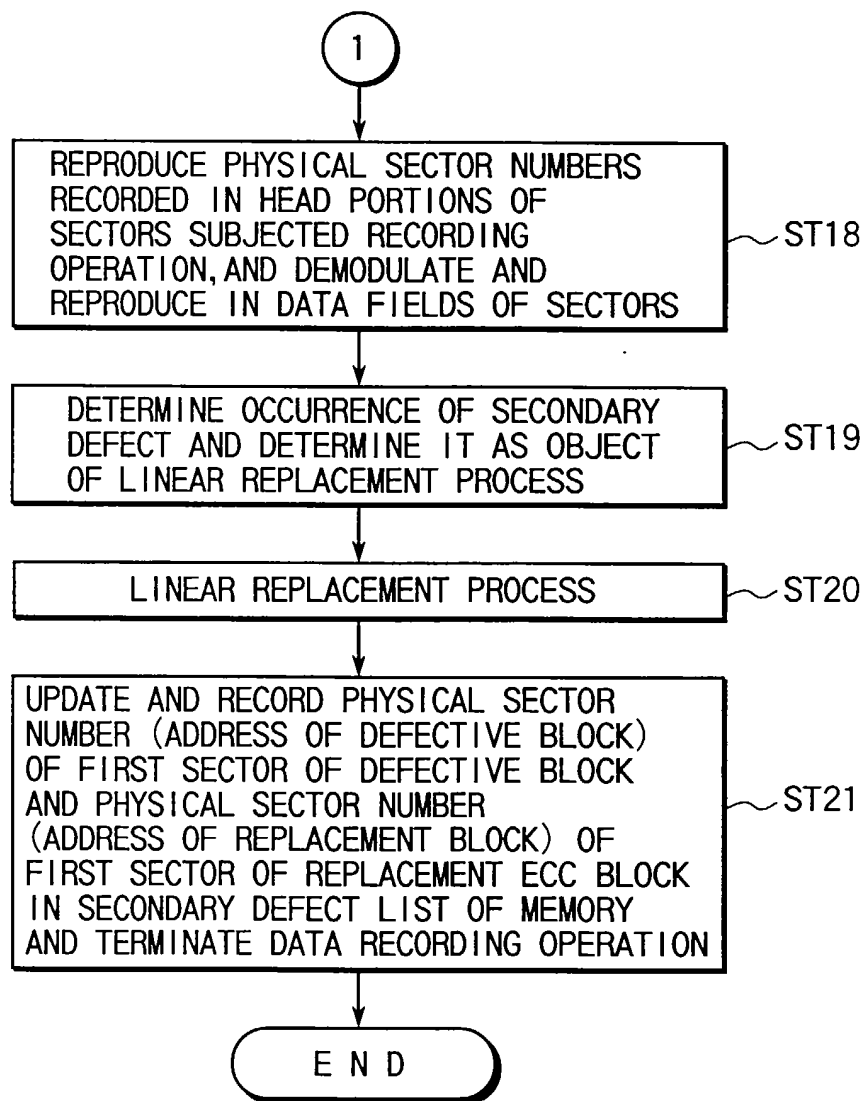 1
REPRODUCE PHYSICAL SECTOR NUMBERS
RECORDED IN HEAD PORTIONS OF
SECTORS SUBJECTED RECORDING
OPERATION, AND DEMODULATE AND
REPRODUCE IN DATA FIELDS OF SECTORS
ST18
DETERMINE OCCURRENCE OF SECONDARY
DEFECT AND DETERMINE IT AS OBJECT
OF LINEAR REPLACEMENT PROCESS
ST19
LINEAR REPLACEMENT PROCESS
ST20
UPDATE AND RECORD PHYSICAL SECTOR
NUMBER (ADDRESS OF DEFECTIVE BLOCK)
OF FIRST SECTOR OF DEFECTIVE BLOCK
AND PHYSICAL SECTOR NUMBER
(ADDRESS OF REPLACEMENT BLOCK) OF
FIRST SECTOR OF REPLACEMENT ECC BLOCK
IN SECONDARY DEFECT LIST OF MEMORY
AND TERMINATE DATA RECORDING OPERATION
ST21
END